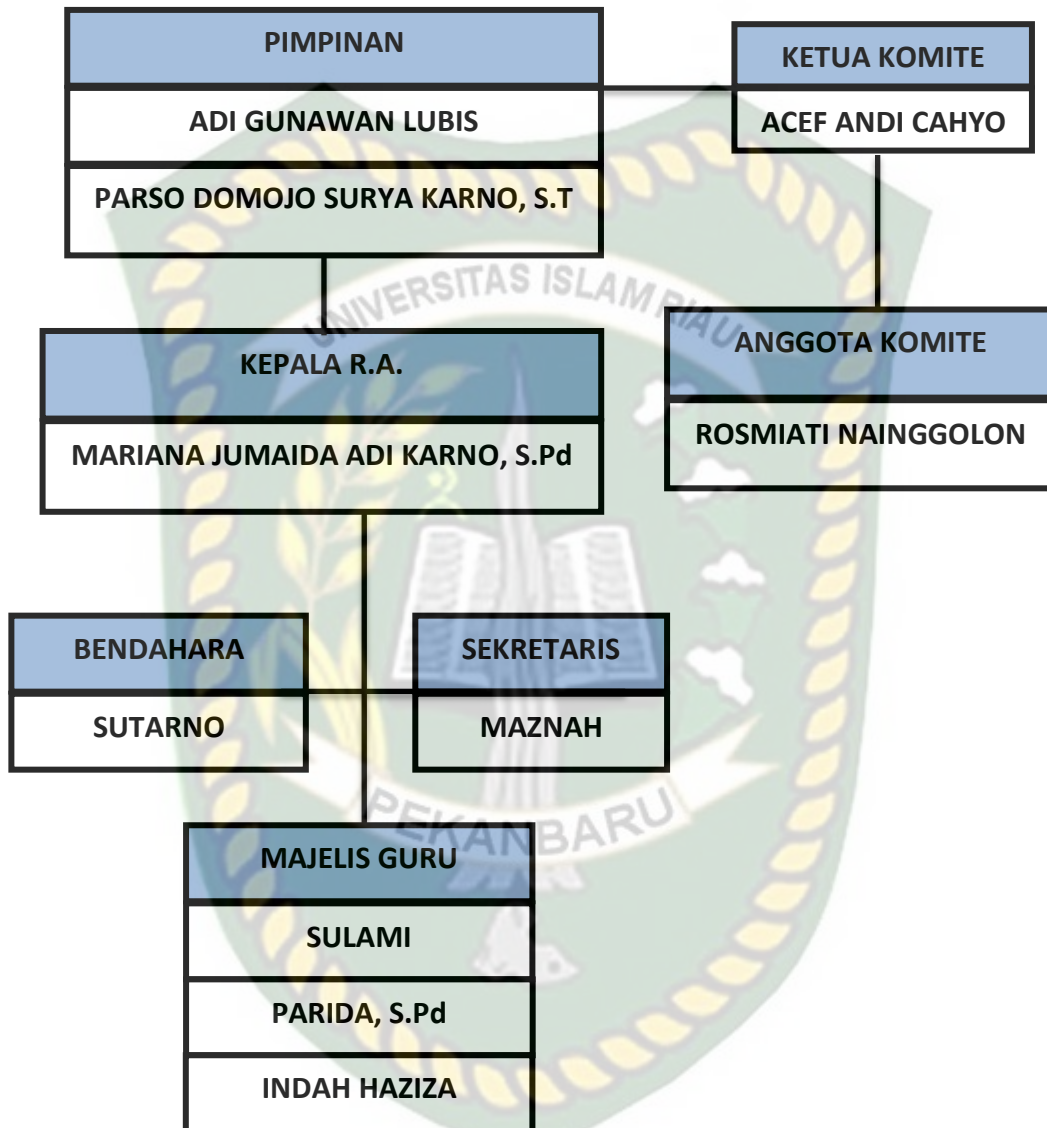 PIMPINAN
ADI GUNAWAN LUBIS
PARSO DOMOJO SURYA KARNO, S.T
KETUA KOMITE
ACEF ANDI CAHYO
UNIVERSITAS ISLAM RIAU
KEPALA R.A.
MARIANA JUMAIDA ADI KARNO, S.Pd
ANGGOTA KOMITE
ROSMIATI NAINGGOLON
BENDAHARA
SUTARNO
SEKRETARIS
MAZNAH
PEKANBARU
MAJELIS GURU
SULAMI
PARIDA, S.Pd
INDAH HAZIZA